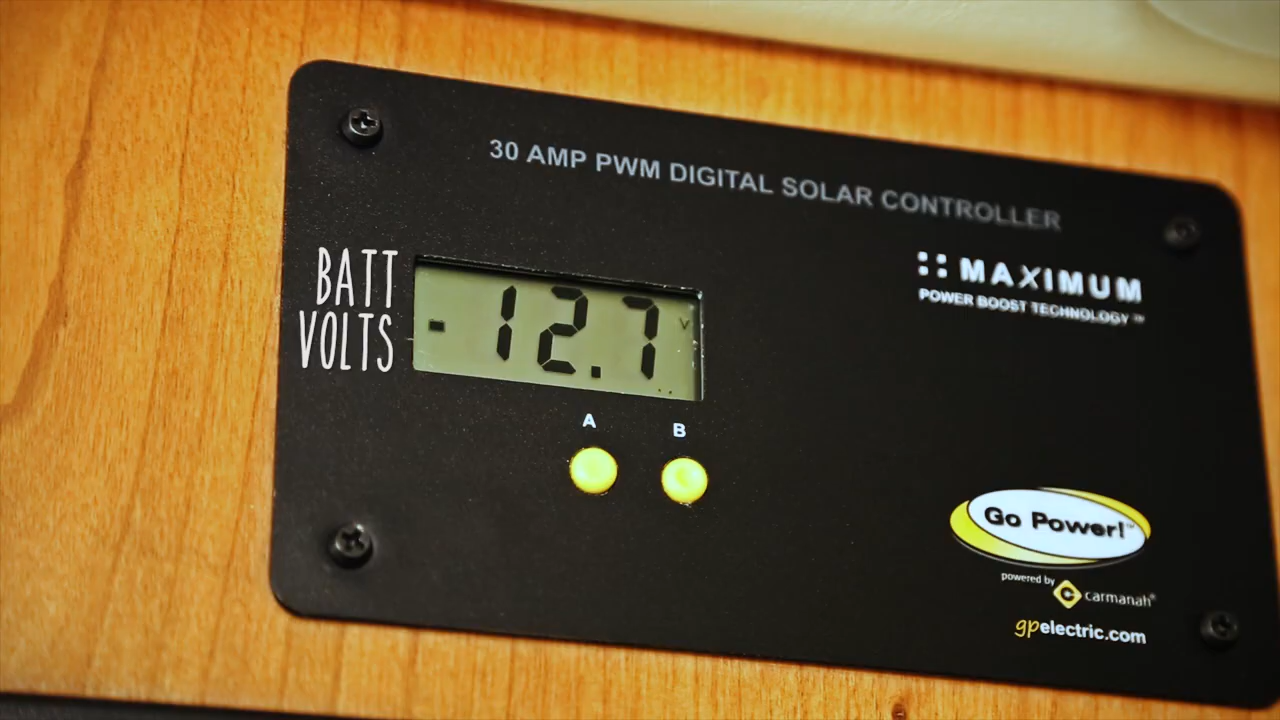 30 AMP PWM DIGITAL SOLAR CONTROLLER
MAXIMUM
POWER BOOST TECHNOLOGY™
BATT
VOLTS
- 12.7 V
A B
Go Power!™
powered by carmanah®
gpelectric.com